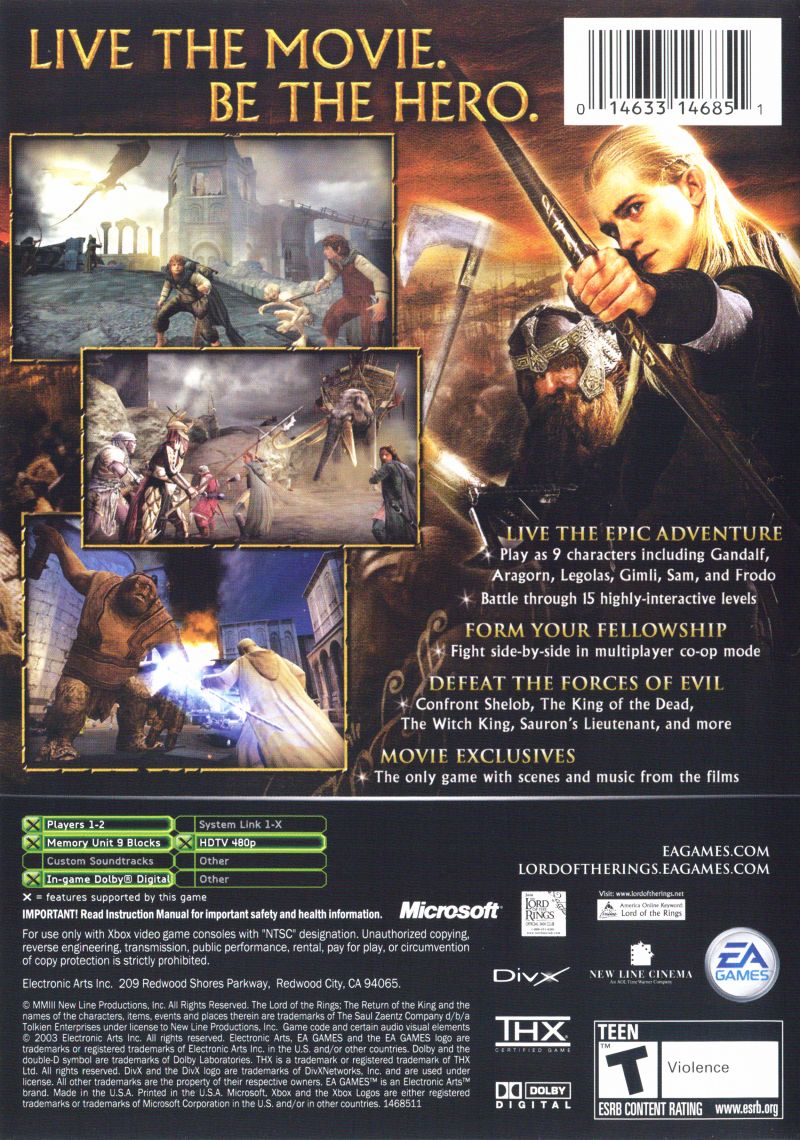 LIVE THE MOVIE.
BE THE HERO.
0 14633 14685 1
LIVE THE EPIC ADVENTURE
Play as 9 characters including Gandalf,
Aragorn, Legolas, Gimli, Sam, and Frodo
Battle through 15 highly-interactive levels
FORM YOUR FELLOWSHIP
Fight side-by-side in multiplayer co-op mode
DEFEAT THE FORCES OF EVIL
Confront Shelob, The King of the Dead,
The Witch King, Sauron's Lieutenant, and more
MOVIE EXCLUSIVES
The only game with scenes and music from the films
Players 1-2
System Link 1-X
Memory Unit 9 Blocks
HDTV 480p
Custom Soundtracks
Other
In-game Dolby® Digital
Other
X = features supported by this game
IMPORTANT! Read Instruction Manual for important safety and health information.
For use only with Xbox video game consoles with "NTSC" designation. Unauthorized copying,
reverse engineering, transmission, public performance, rental, pay for play, or circumvention
of copy protection is strictly prohibited.
Electronic Arts Inc. 209 Redwood Shores Parkway, Redwood City, CA 94065.
© MMIII New Line Productions, Inc. All Rights Reserved. The Lord of the Rings; The Return of the King and the
names of the characters, items, events and places therein are trademarks of The Saul Zaentz Company d/b/a
Tolkien Enterprises under license to New Line Productions, Inc. Game code and certain audio visual elements
© 2003 Electronic Arts Inc. All rights reserved. Electronic Arts, EA GAMES and the EA GAMES logo are
trademarks or registered trademarks of Electronic Arts Inc. in the U.S. and/or other countries. Dolby and the
double-D symbol are trademarks of Dolby Laboratories. THX is a trademark or registered trademark of THX
Ltd. All rights reserved. DivX and the DivX logo are trademarks of DivXNetworks, Inc. and are used under
license. All other trademarks are the property of their respective owners. EA GAMES™ is an Electronic Arts™
brand. Made in the U.S.A. Printed in the U.S.A. Microsoft, Xbox and the Xbox Logos are either registered
trademarks of Microsoft Corporation in the U.S. and/or in other countries. 1468511
EAGAMES.COM
LORDOFTHERINGS.EAGAMES.COM
Microsoft®
THE LORD OF THE RINGS
OFFICIAL FAN CLUB
Visit: www.lordoftherings.net
America Online Keyword:
Lord of the Rings
DivX
NEW LINE CINEMA
An AOL Time Warner Company
EA
GAMES
THX
CERTIFIED GAME
DOLBY
DIGITAL
TEEN
T
™
®
Violence
ESRB CONTENT RATING www.esrb.org